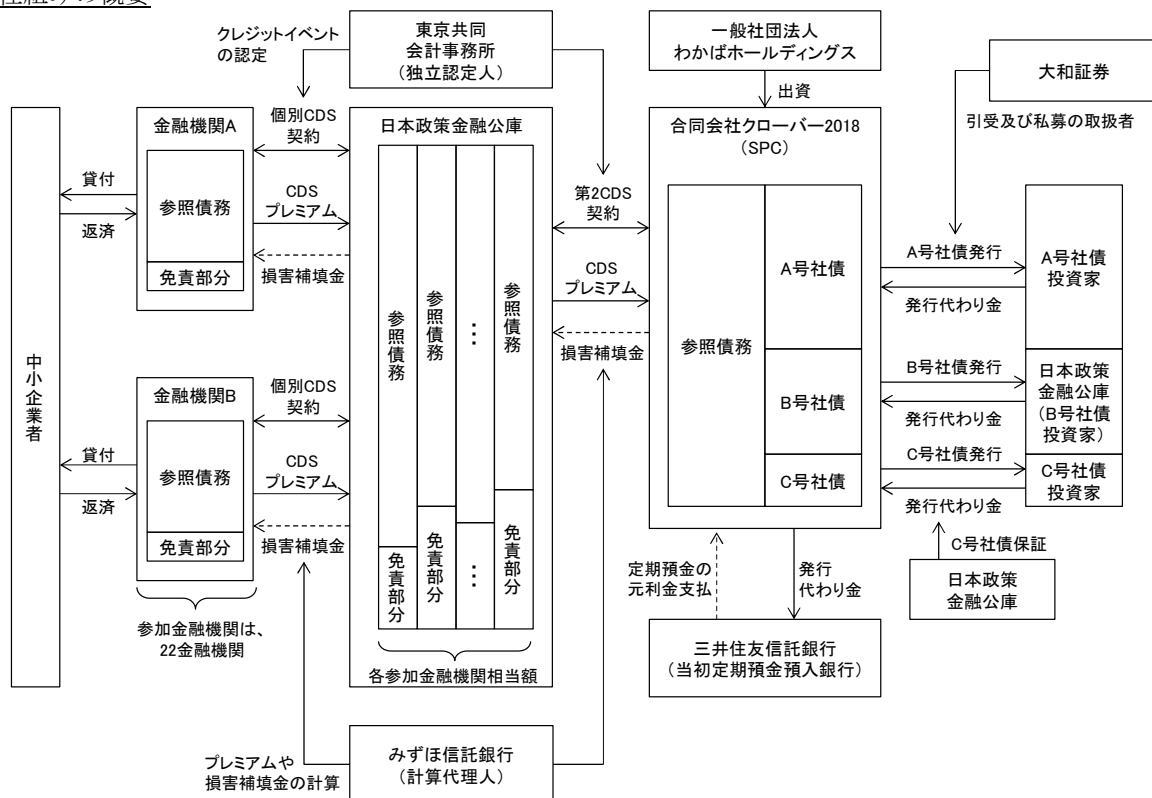 仕組みの概要
クレジットイベント
の認定
東京共同
会計事務所
（独立認定人）
一般社団法人
わかばホールディングス
大和証券
出資
引受及び私募の取扱者
中小企業者
貸付
返済
金融機関A
参照債務
免責部分
個別CDS
契約
CDS
プレミアム
損害補填金
金融機関B
参照債務
免責部分
貸付
返済
個別CDS
契約
CDS
プレミアム
損害補填金
参加金融機関は、
22金融機関
日本政策金融公庫
参照債務
免責部分
参照債務
免責部分
…
…
参照債務
免責部分
各参加金融機関相当額
第2CDS
契約
CDS
プレミアム
損害補填金
合同会社クローバー2018
（SPC）
参照債務
A号社債
B号社債
C号社債
A号社債発行
発行代わり金
B号社債発行
発行代わり金
C号社債発行
発行代わり金
A号社債
投資家
日本政策
金融公庫
（B号社債
投資家）
C号社債
投資家
C号社債保証
日本政策
金融公庫
定期預金の
元利金支払
発行
代わり金
三井住友信託銀行
（当初定期預金預入銀行）
プレミアムや
損害補填金の計算
みずほ信託銀行
（計算代理人）